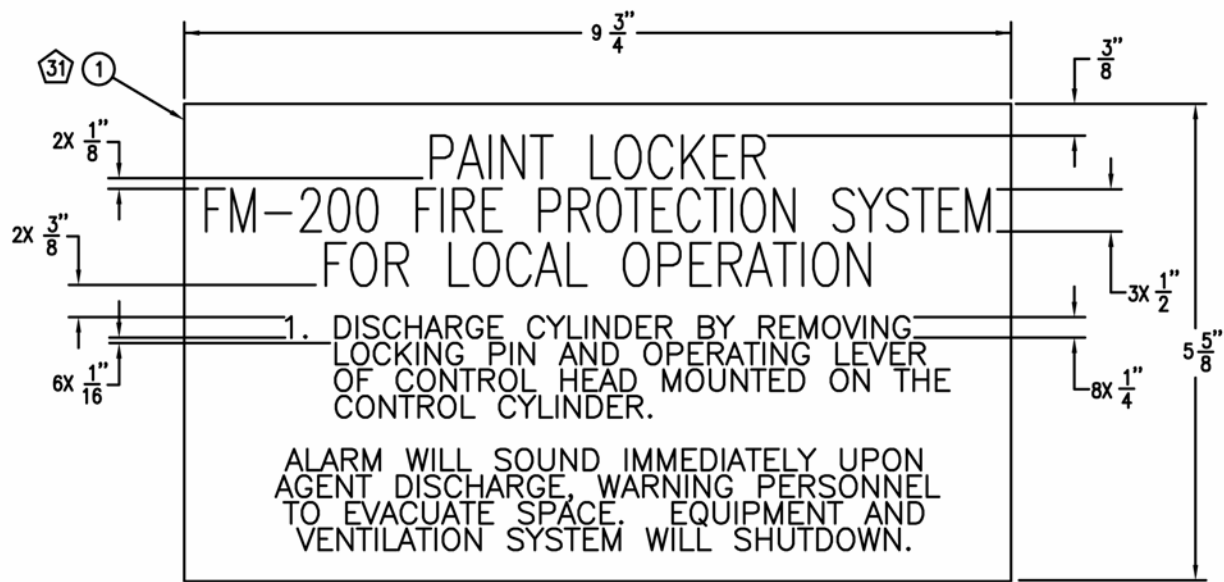 9 3/4"
3/8"
31 1
2X 1/8"
PAINT LOCKER
FM-200 FIRE PROTECTION SYSTEM
FOR LOCAL OPERATION
2X 3/8"
3X 1/2"
1. DISCHARGE CYLINDER BY REMOVING
LOCKING PIN AND OPERATING LEVER
OF CONTROL HEAD MOUNTED ON THE
CONTROL CYLINDER.
5 5/8"
6X 1/16"
8X 1/4"
ALARM WILL SOUND IMMEDIATELY UPON
AGENT DISCHARGE, WARNING PERSONNEL
TO EVACUATE SPACE. EQUIPMENT AND
VENTILATION SYSTEM WILL SHUTDOWN.